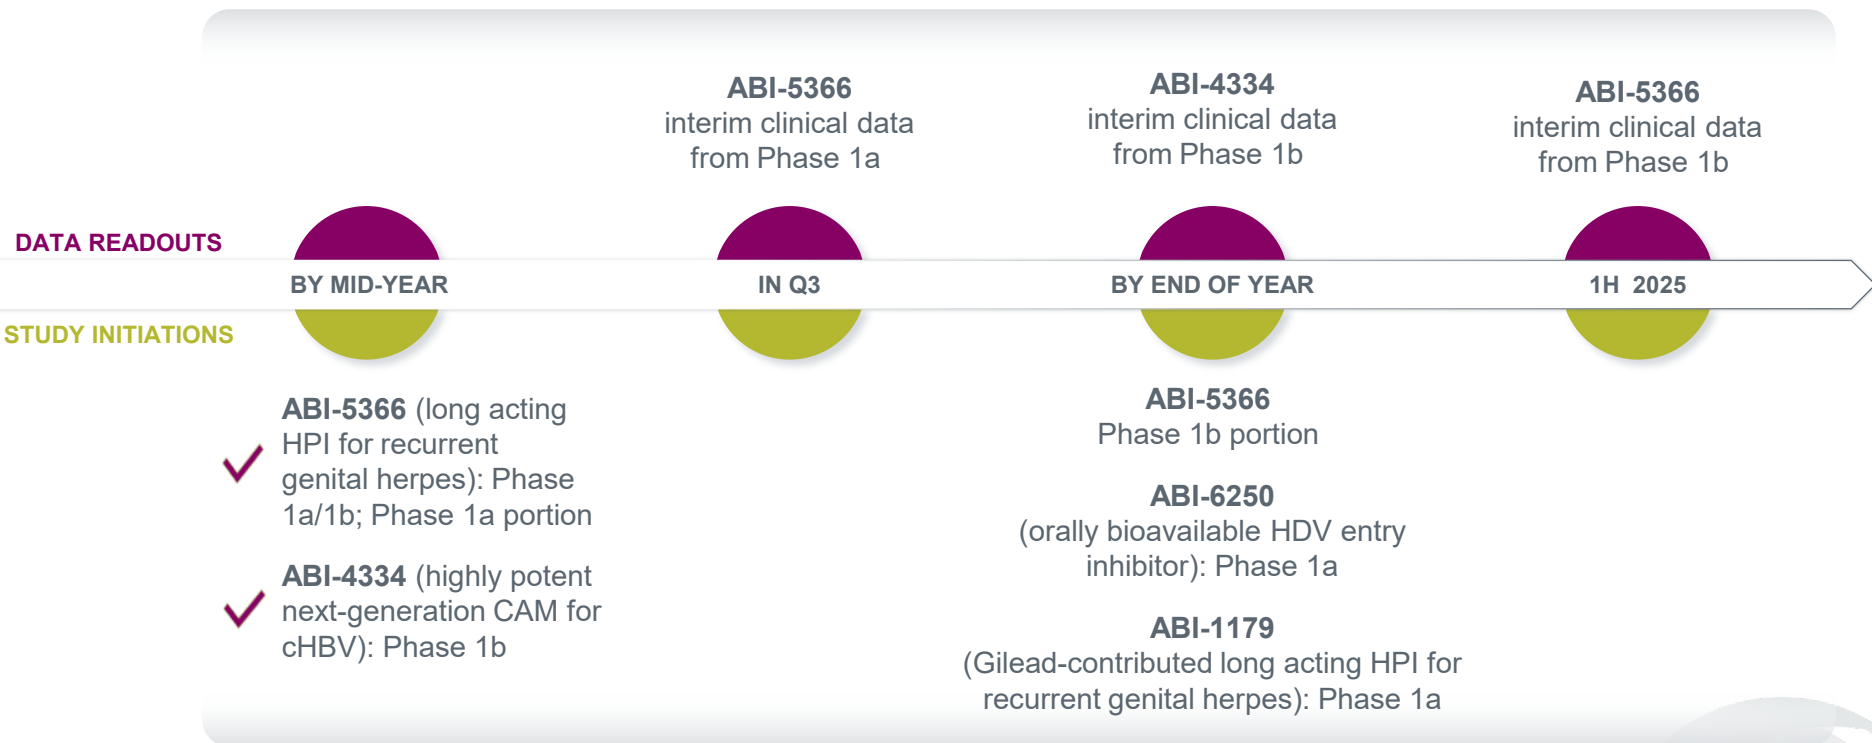 ABI-5366
interim clinical data
from Phase 1a
ABI-4334
interim clinical data
from Phase 1b
ABI-5366
interim clinical data
from Phase 1b
DATA READOUTS
BY MID-YEAR
IN Q3
BY END OF YEAR
1H 2025
STUDY INITIATIONS
ABI-5366 (long acting
HPI for recurrent
genital herpes): Phase
1a/1b; Phase 1a portion
ABI-4334 (highly potent
next-generation CAM for
cHBV): Phase 1b
ABI-5366
Phase 1b portion
ABI-6250
(orally bioavailable HDV entry
inhibitor): Phase 1a
ABI-1179
(Gilead-contributed long acting HPI for
recurrent genital herpes): Phase 1a